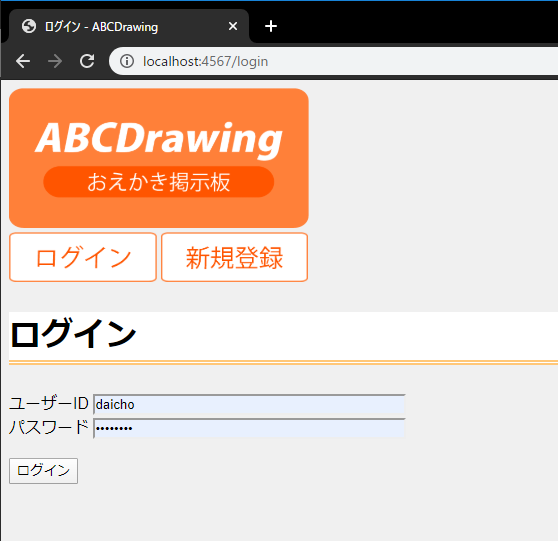 ログイン - ABCDrawing
localhost:4567/login
ABCDrawing
おえかき掲示板
ログイン 新規登録
ログイン
ユーザーID daicho
パスワード ••••••••
ログイン